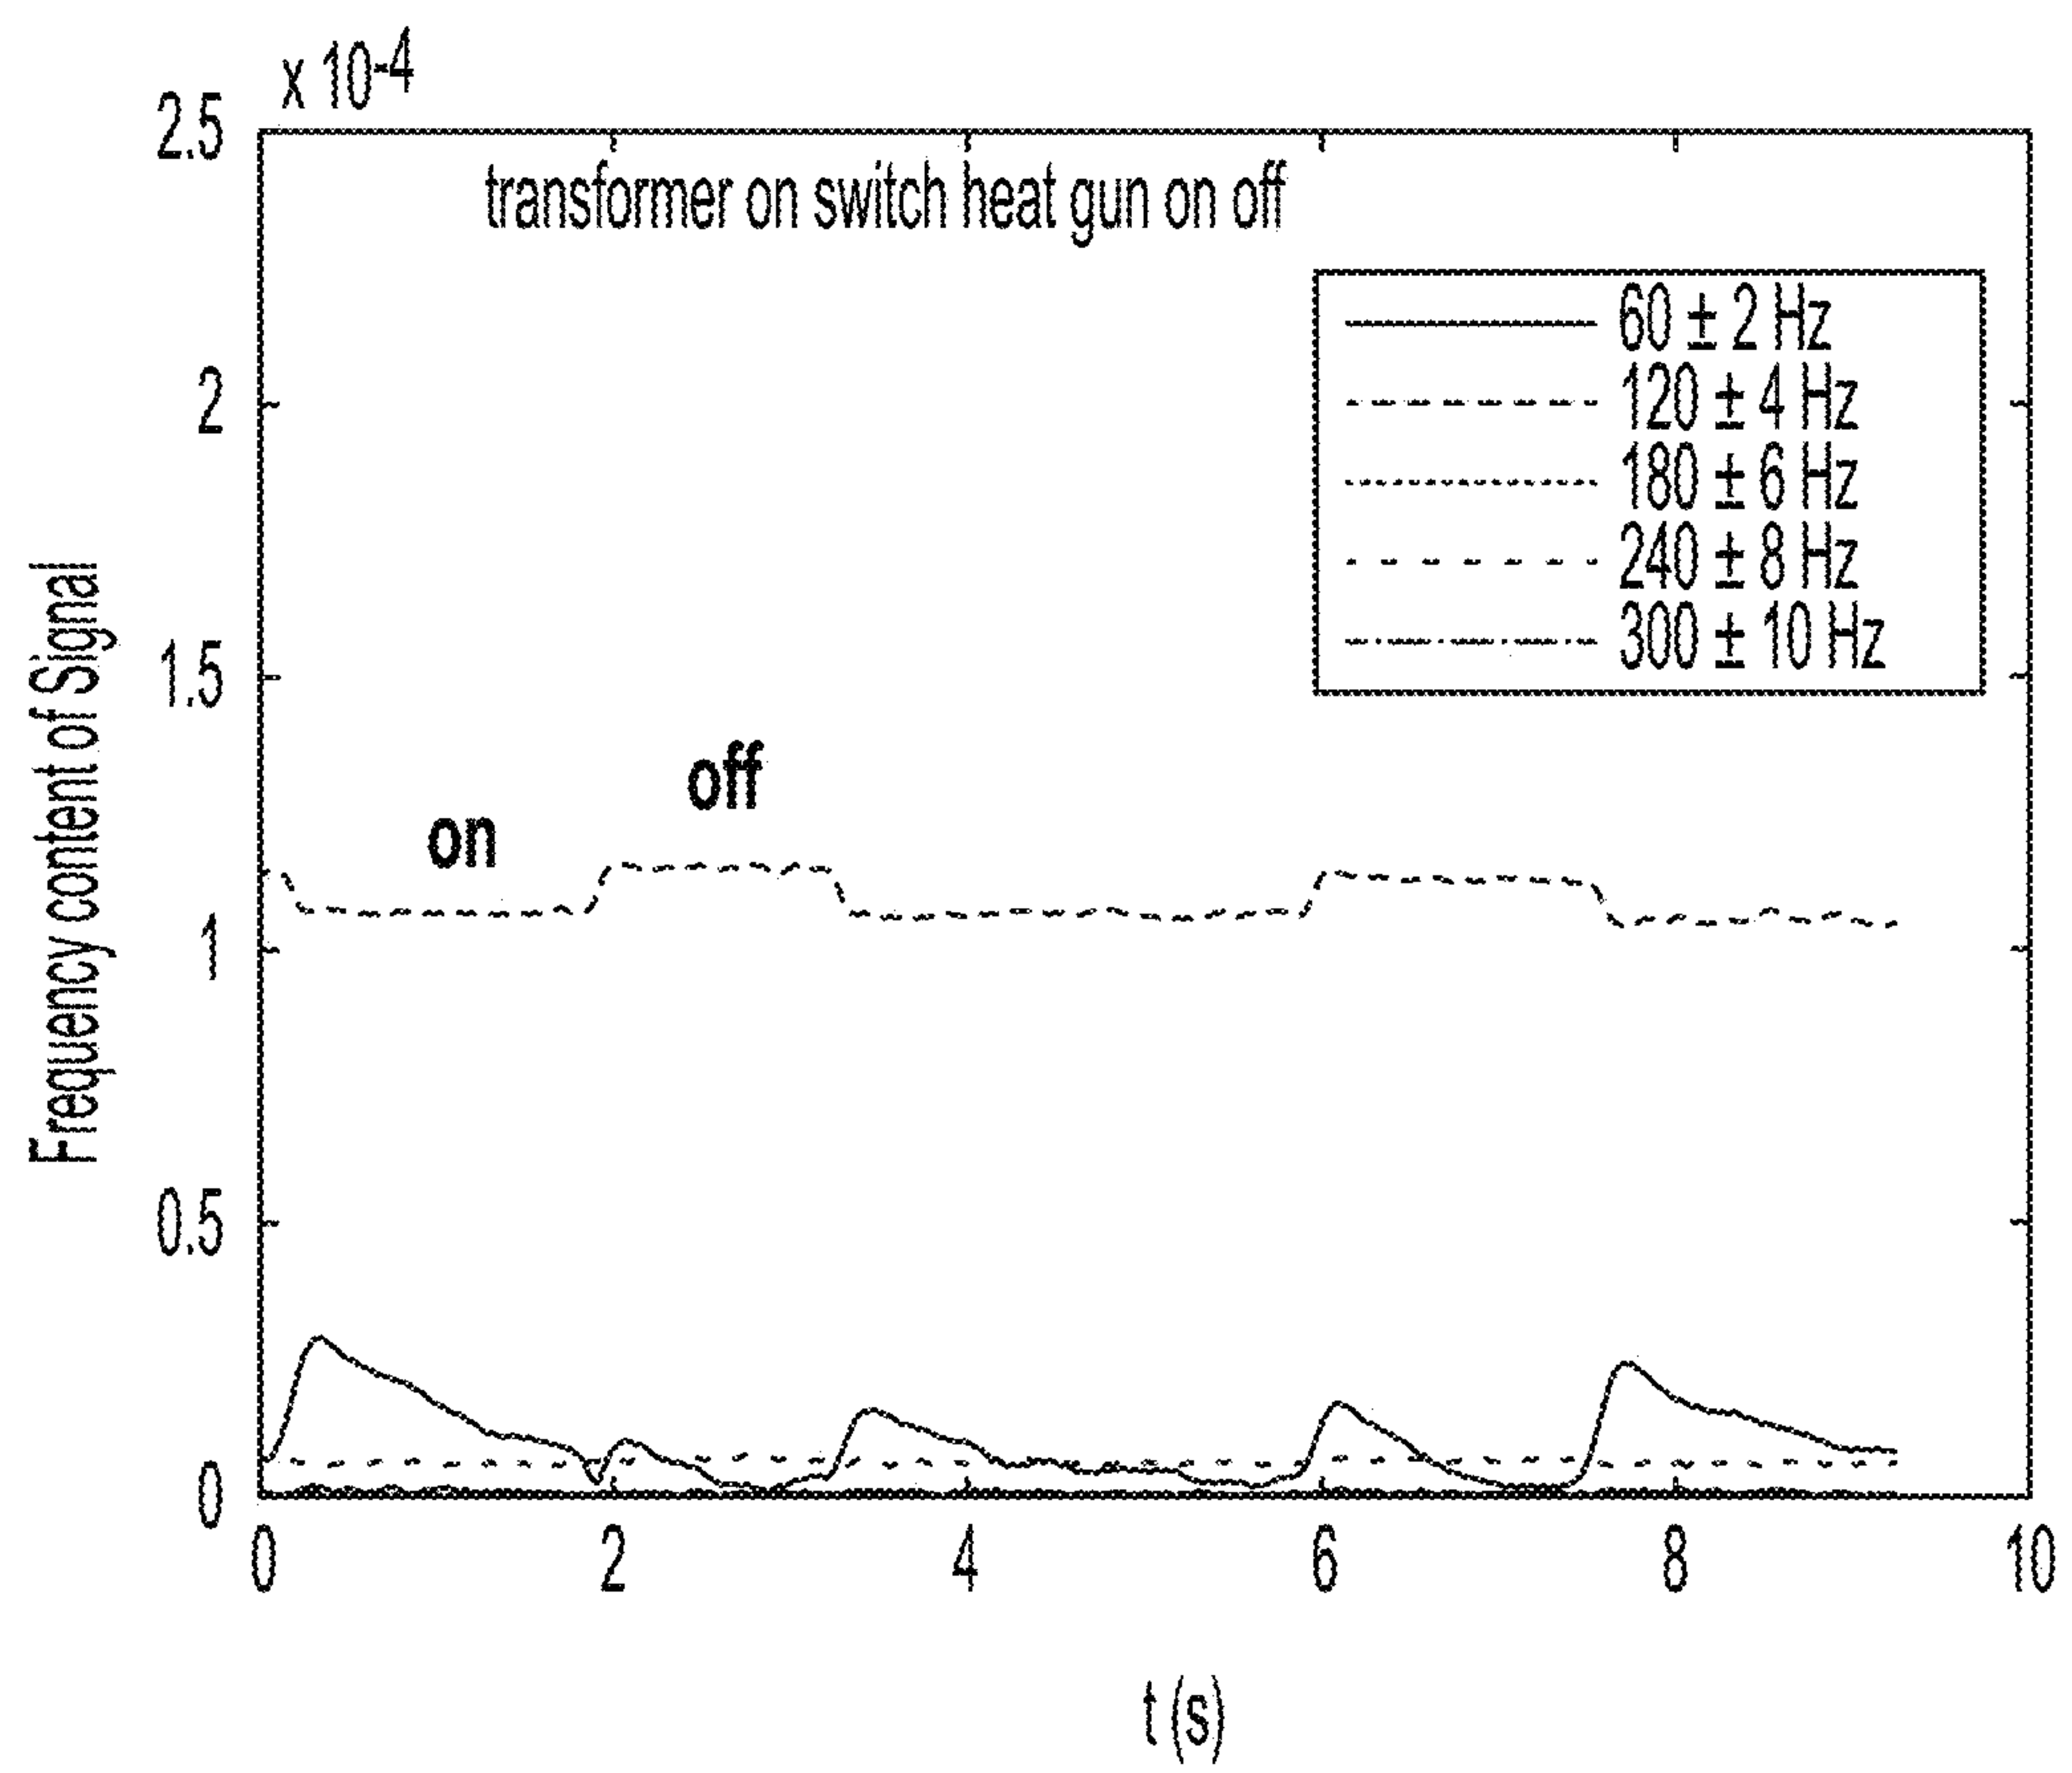 x 10-4
2.5
transformer on switch heat gun on off
60 ± 2 Hz
120 ± 4 Hz
180 ± 6 Hz
240 ± 8 Hz
300 ± 10 Hz
2
1.5
1
0.5
0
Frequency content of Signal
on
off
0 2 4 6 8 10
t (s)